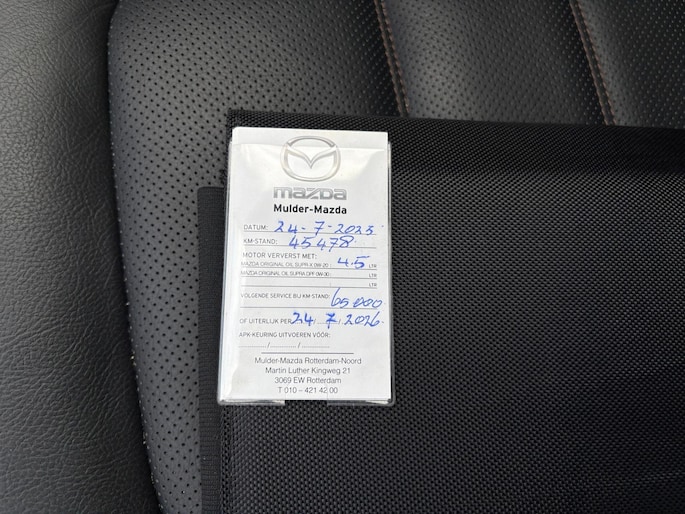 mazda
Mulder-Mazda
DATUM: 24-7-2025
KM-STAND: 45478
MOTOR VERVERST MET:
MAZDA ORIGINAL OIL SUPRA X 0W-20 : 4.5 LTR
MAZDA ORIGINAL OIL SUPRA DPF 0W-30 : LTR
: LTR
VOLGENDE SERVICE BIJ KM-STAND: 65000
OF UITERLIJK PER 24/7/2026
APK-KEURING UITVOEREN VÓÓR:
Mulder-Mazda Rotterdam-Noord
Martin Luther Kingweg 21
3069 EW Rotterdam
T 010 – 421 42 00